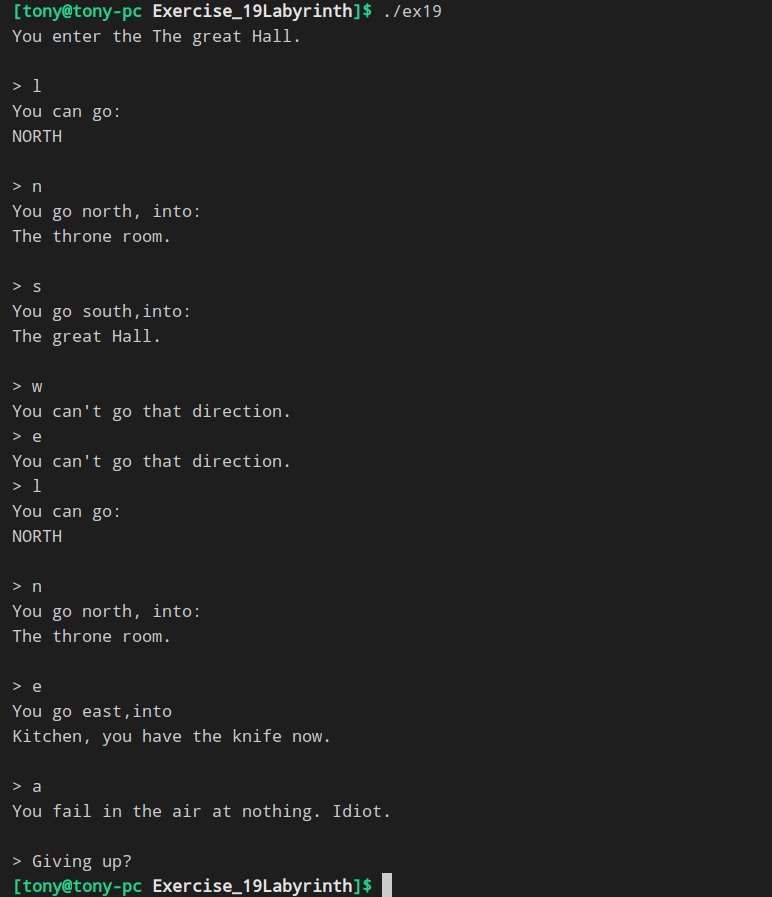 [tony@tony-pc Exercise_19Labyrinth]$ ./ex19
You enter the The great Hall.
> l
You can go:
NORTH
> n
You go north, into:
The throne room.
> s
You go south,into:
The great Hall.
> w
You can't go that direction.
> e
You can't go that direction.
> l
You can go:
NORTH
> n
You go north, into:
The throne room.
> e
You go east,into
Kitchen, you have the knife now.
> a
You fail in the air at nothing. Idiot.
> Giving up?
[tony@tony-pc Exercise_19Labyrinth]$